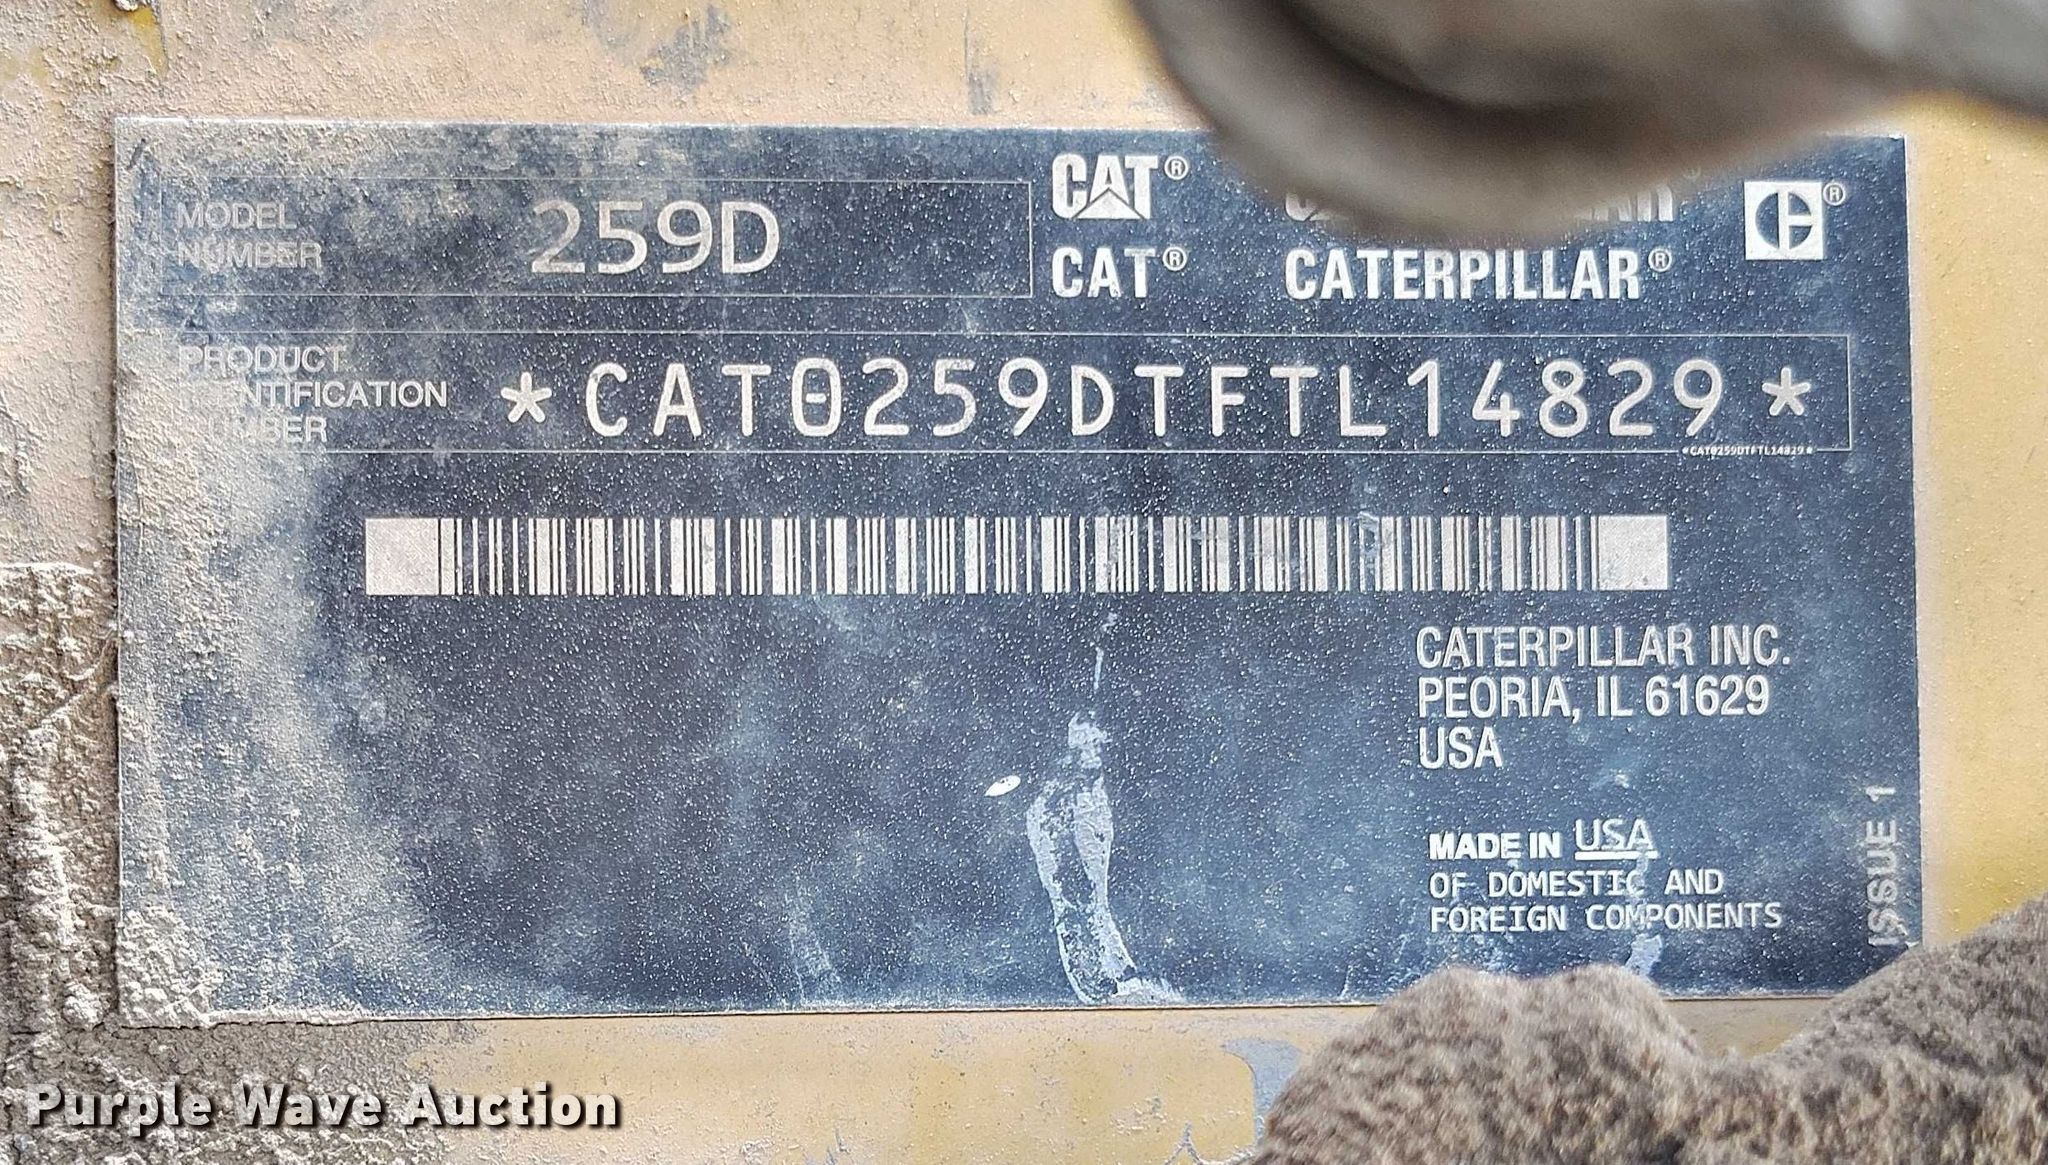 MODEL
NUMBER
259D
CAT®
CAT®
CATERPILLAR®
®
PRODUCT
IDENTIFICATION
NUMBER
*CAT0259DTFTL14829*
*CAT0259DTFTL14829*
CATERPILLAR INC.
PEORIA, IL 61629
USA
MADE IN USA
OF DOMESTIC AND
FOREIGN COMPONENTS
ISSUE 1
Purple Wave Auction